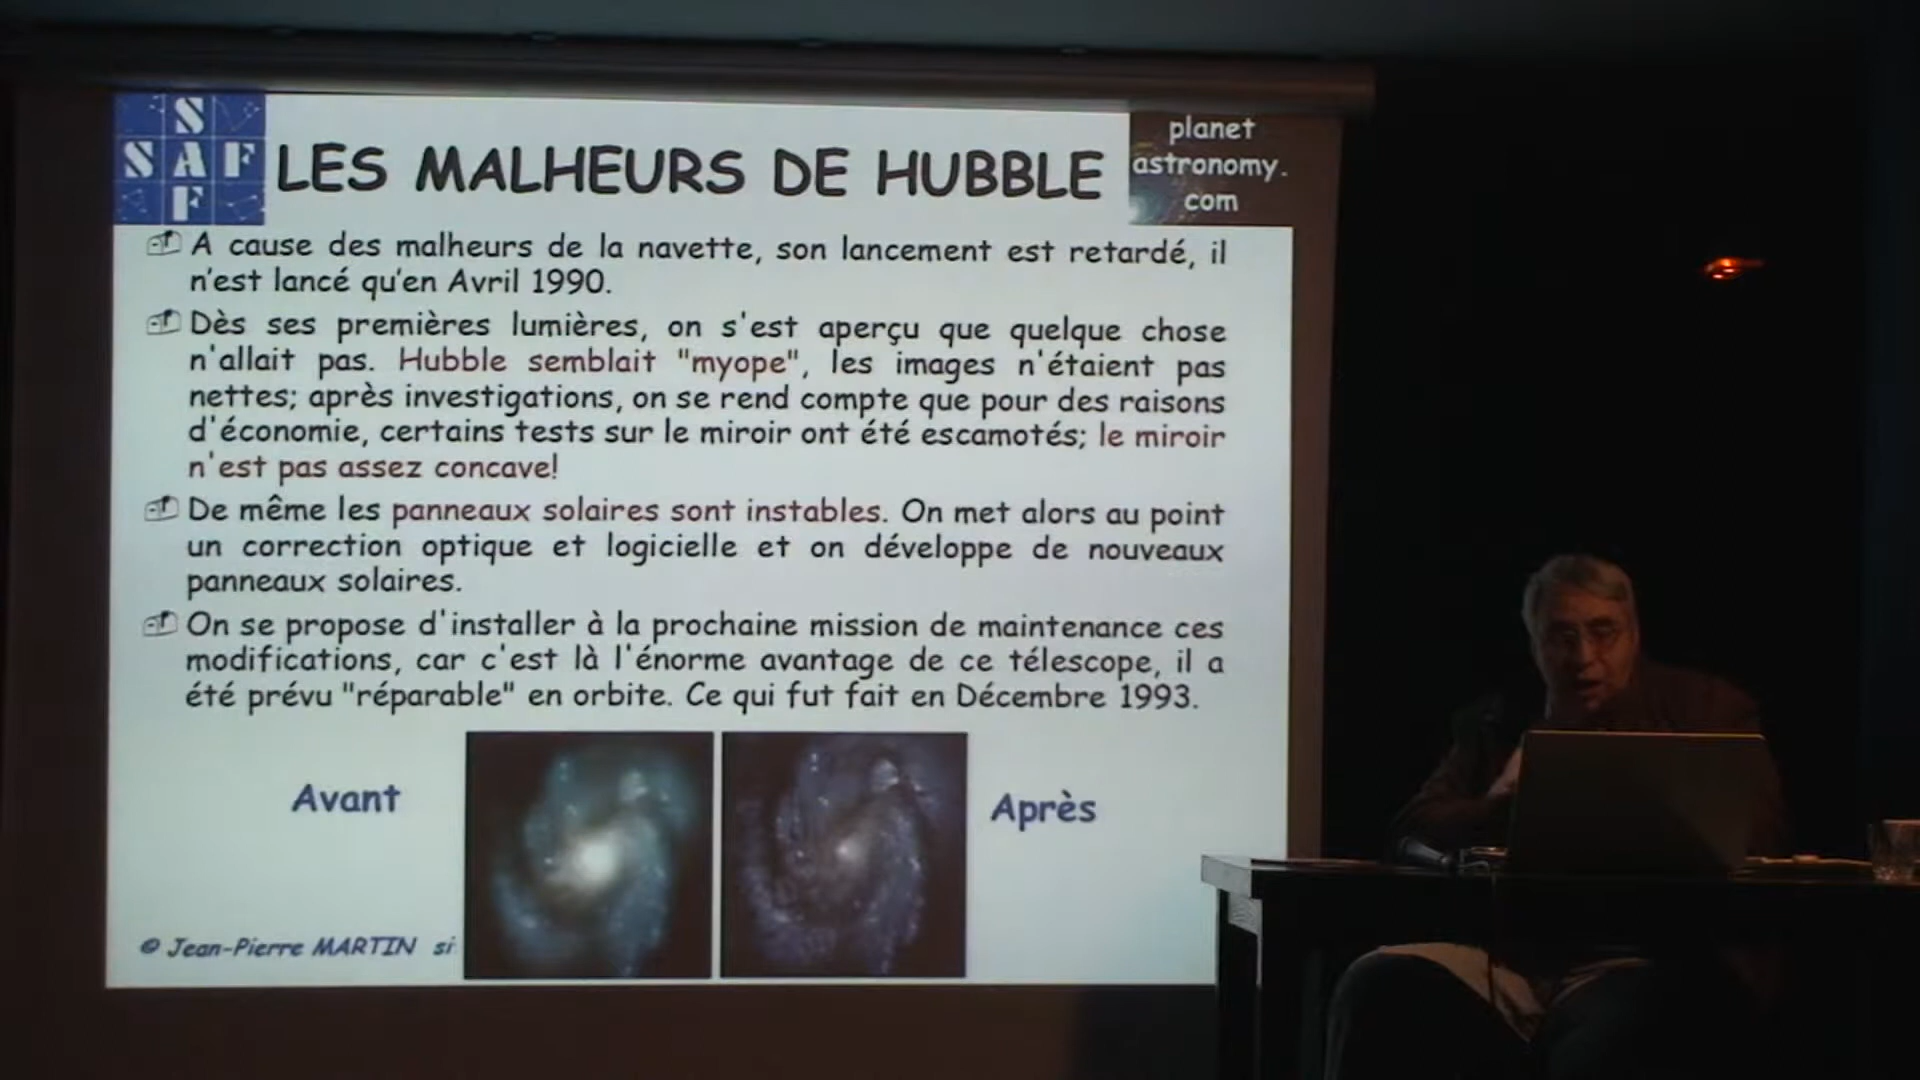 S
S A F
F
LES MALHEURS DE HUBBLE
planet
astronomy.
com
A cause des malheurs de la navette, son lancement est retardé, il
n'est lancé qu'en Avril 1990.
Dès ses premières lumières, on s'est aperçu que quelque chose
n'allait pas. Hubble semblait "myope", les images n'étaient pas
nettes; après investigations, on se rend compte que pour des raisons
d'économie, certains tests sur le miroir ont été escamotés; le miroir
n'est pas assez concave!
De même les panneaux solaires sont instables. On met alors au point
un correction optique et logicielle et on développe de nouveaux
panneaux solaires.
On se propose d'installer à la prochaine mission de maintenance ces
modifications, car c'est là l'énorme avantage de ce télescope, il a
été prévu "réparable" en orbite. Ce qui fut fait en Décembre 1993.
Avant
Après
© Jean-Pierre MARTIN si